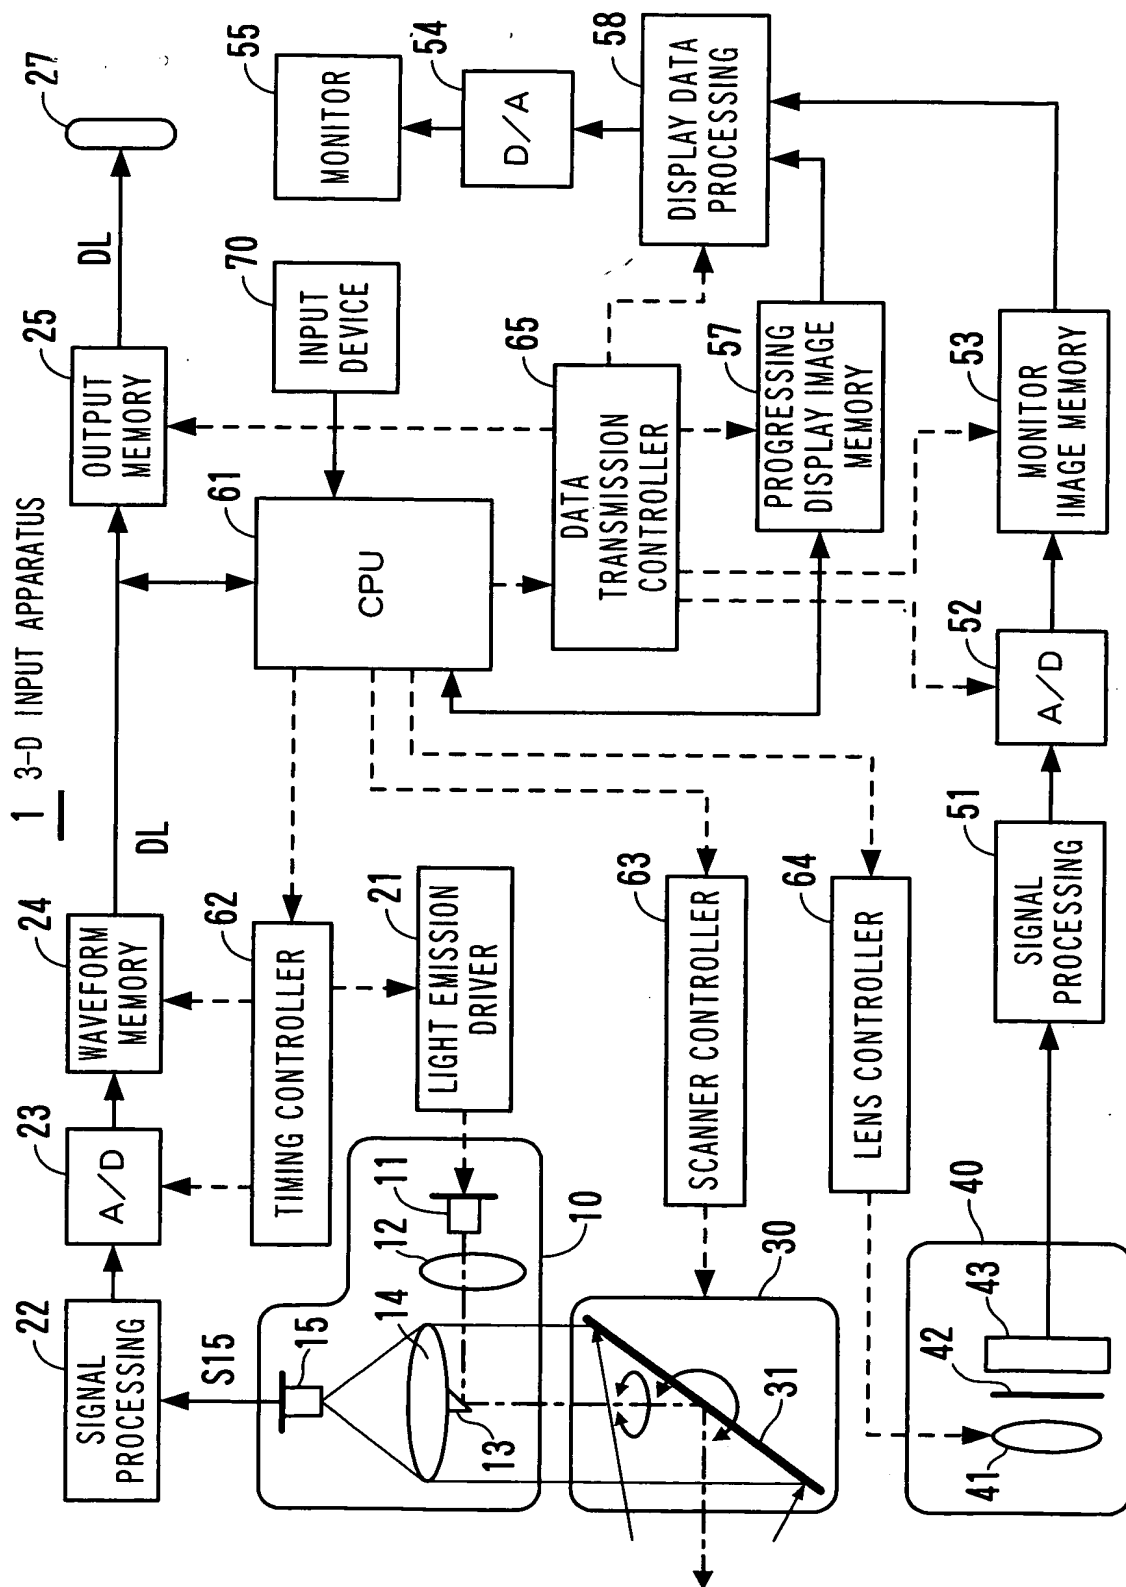 1 3-D INPUT APPARATUS
22
SIGNAL
PROCESSING
23
A/D
24
WAVEFORM
MEMORY
DL
25
OUTPUT
MEMORY
DL
27
S15
15
14
13
12
11
10
62
TIMING CONTROLLER
21
LIGHT EMISSION
DRIVER
61
CPU
70
INPUT
DEVICE
55
MONITOR
54
D/A
58
DISPLAY DATA
PROCESSING
65
DATA
TRANSMISSION
CONTROLLER
57
PROGRESSING
DISPLAY IMAGE
MEMORY
30
31
63
SCANNER CONTROLLER
64
LENS CONTROLLER
40
41
42
43
51
SIGNAL
PROCESSING
52
A/D
53
MONITOR
IMAGE MEMORY